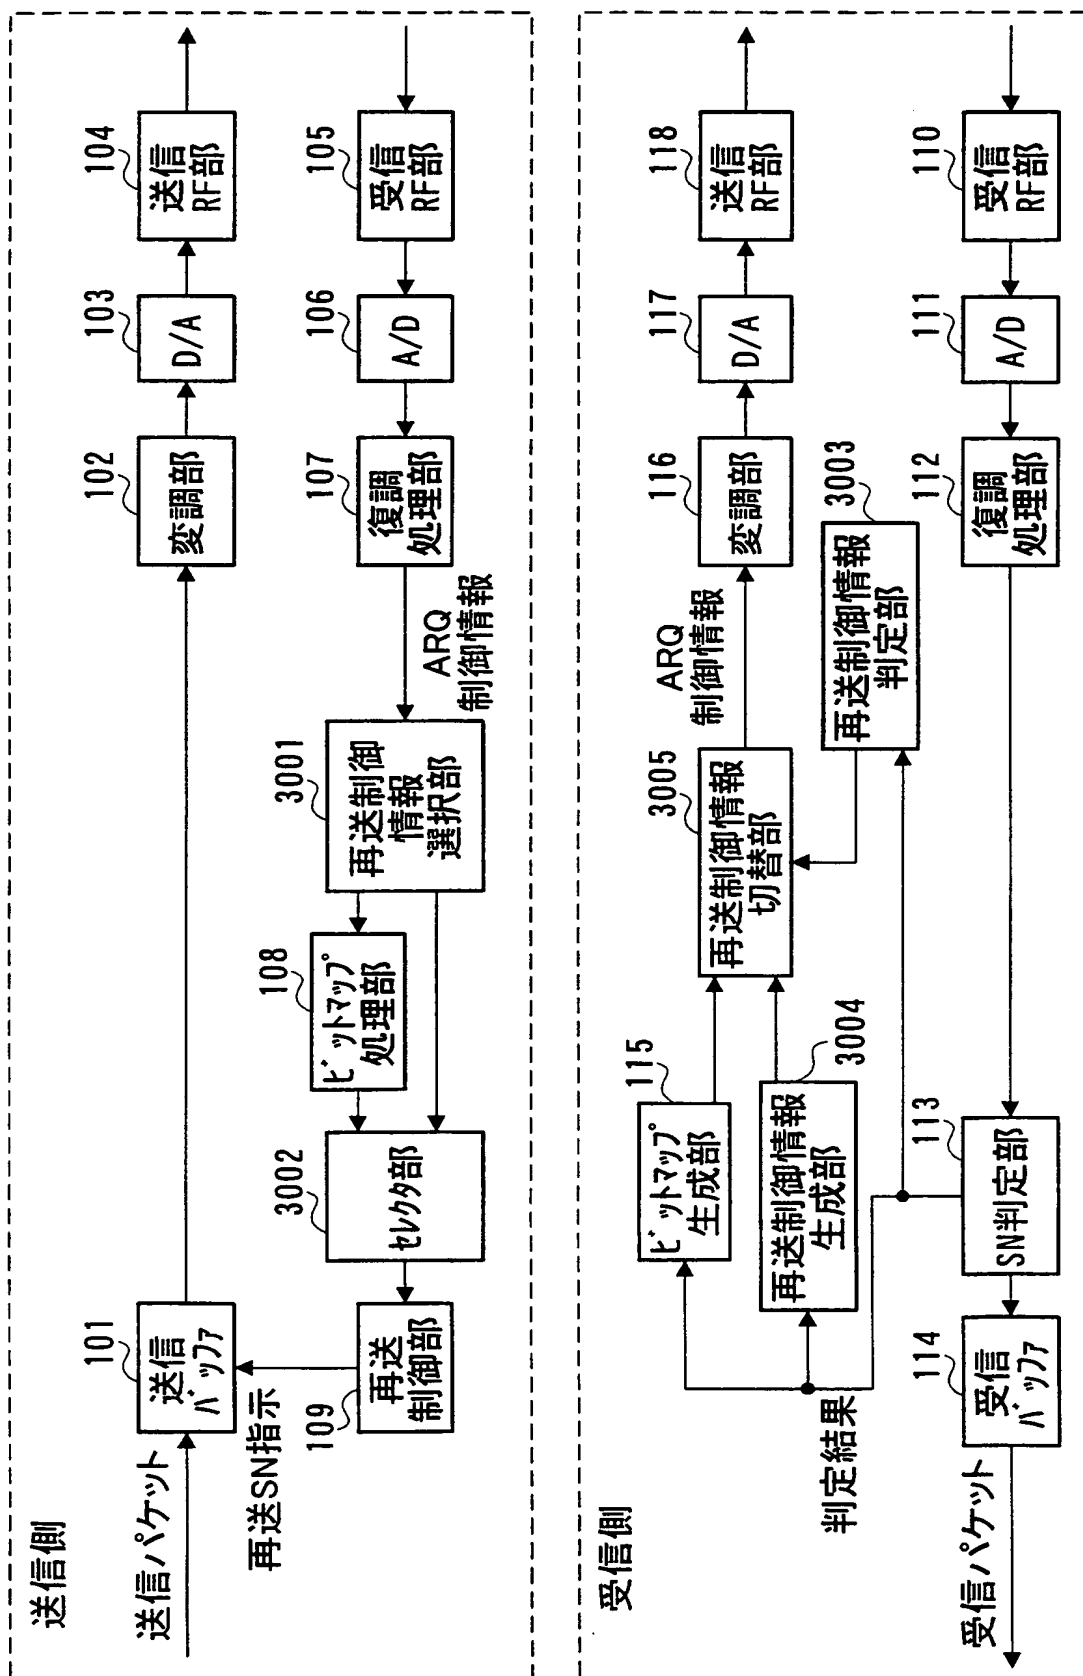 送信側
送信パケット
101
送信
バッファ
102
変調部
103
D/A
104
送信
RF部
105
受信
RF部
106
A/D
107
復調
処理部
ARQ
制御情報
3001
再送制御
情報
選択部
108
ビットマップ
処理部
3002
セレクタ部
109
再送
制御部
再送SN指示
受信側
受信パケット
110
受信
RF部
111
A/D
112
復調
処理部
113
SN判定部
114
受信
バッファ
判定結果
115
ビットマップ
生成部
3004
再送制御情報
生成部
3003
再送制御情報
判定部
3005
再送制御情報
切替部
ARQ
制御情報
116
変調部
117
D/A
118
送信
RF部